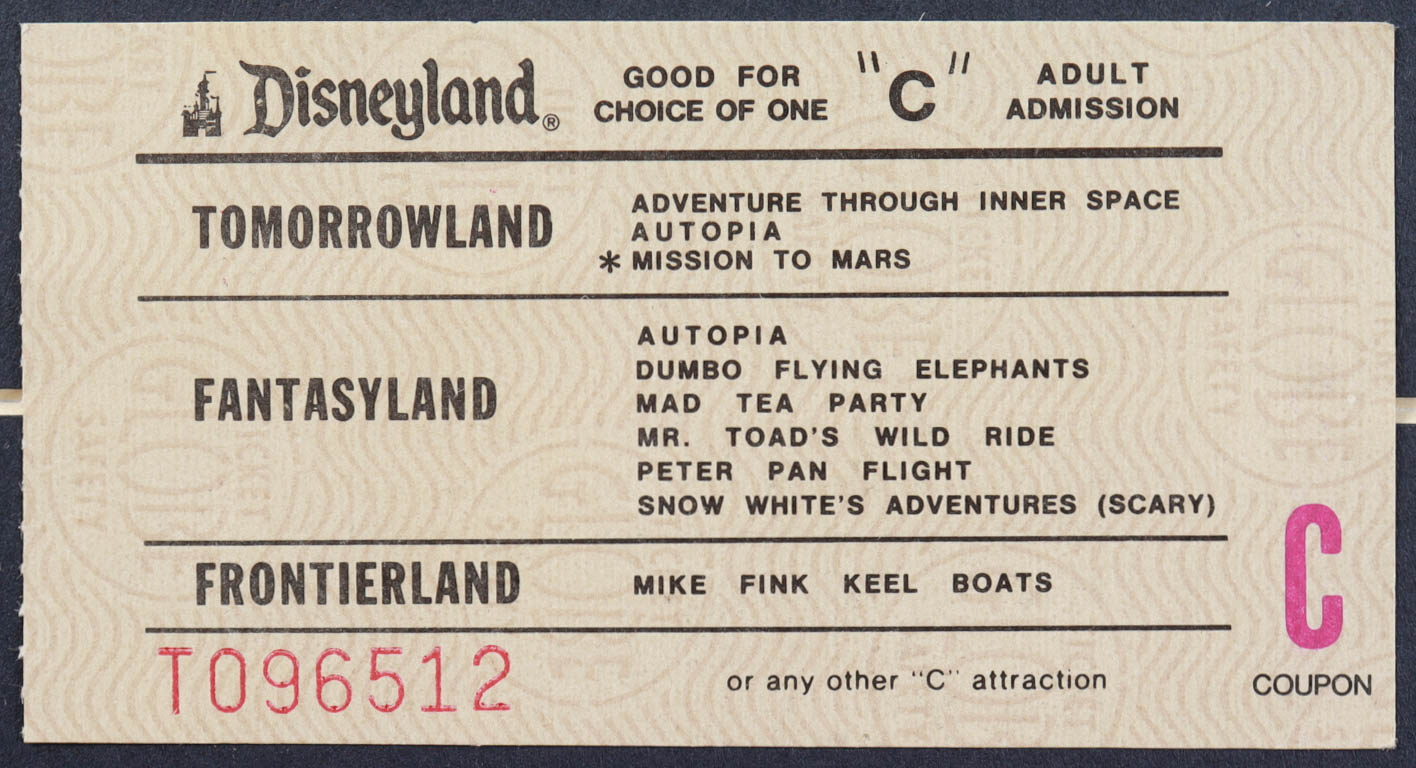 Disneyland® GOOD FOR CHOICE OF ONE "C" ADULT ADMISSION
TOMORROWLAND
ADVENTURE THROUGH INNER SPACE
AUTOPIA
* MISSION TO MARS
FANTASYLAND
AUTOPIA
DUMBO FLYING ELEPHANTS
MAD TEA PARTY
MR. TOAD'S WILD RIDE
PETER PAN FLIGHT
SNOW WHITE'S ADVENTURES (SCARY)
FRONTIERLAND
MIKE FINK KEEL BOATS
T096512
or any other "C" attraction
C
COUPON